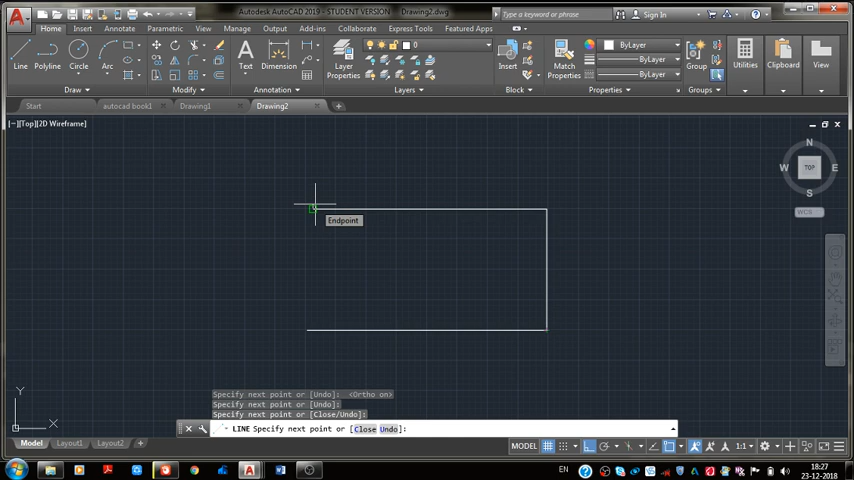 Autodesk AutoCAD 2019 - STUDENT VERSION Drawing2.dwg
Type a keyword or phrase
Sign In
Home Insert Annotate Parametric View Manage Output Add-ins Collaborate Express Tools Featured Apps
Line Polyline Circle Arc
Text Dimension
Layer Properties
0
Insert
Match Properties
ByLayer
ByLayer
ByLayer
Group
Utilities
Clipboard
View
Draw Modify Annotation Layers Block Properties Groups
Start autocad book1 Drawing1 Drawing2
[−][Top][2D Wireframe]
N
W TOP E
S
WCS
Endpoint
Y
X
Specify next point or [Undo]: <Ortho on>
Specify next point or [Undo]:
Specify next point or [Close/Undo]:
LINE Specify next point or [Close Undo]:
Model Layout1 Layout2
MODEL
1:1
W
EN
18:27
23-12-2018